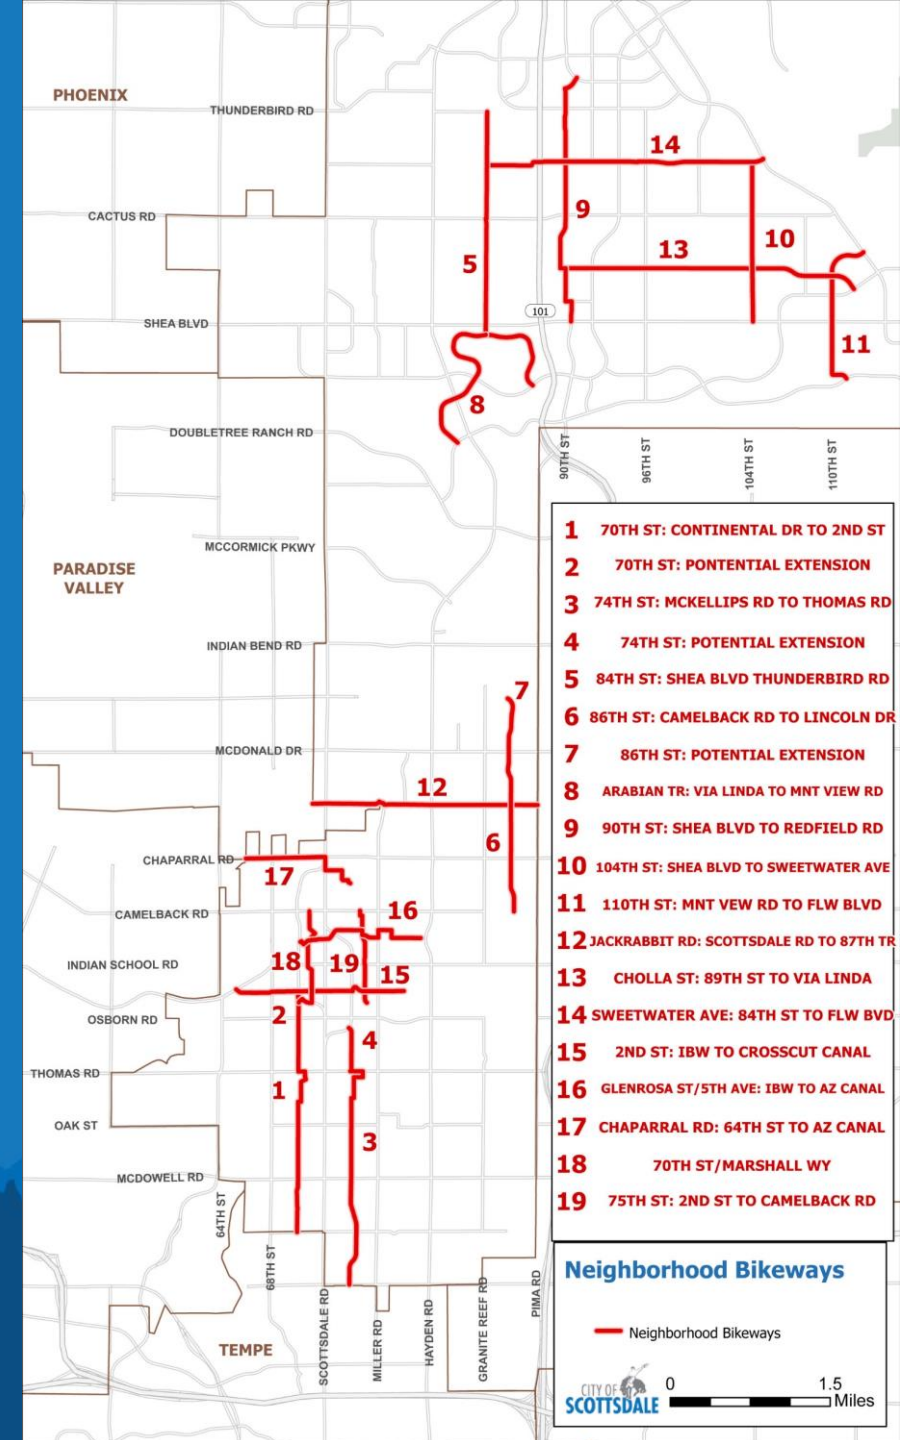 PHOENIX
THUNDERBIRD RD
14
CACTUS RD
9
10
13
5
101
SHEA BLVD
11
8
DOUBLETREE RANCH RD
90TH ST
96TH ST
104TH ST
110TH ST
MCCORMICK PKWY
PARADISE
VALLEY
INDIAN BEND RD
7
MCDONALD DR
12
6
CHAPARRAL RD
17
CAMELBACK RD
16
INDIAN SCHOOL RD
18
19
15
OSBORN RD
2
4
THOMAS RD
1
OAK ST
3
MCDOWELL RD
64TH ST
68TH ST
SCOTTSDALE RD
MILLER RD
HAYDEN RD
GRANITE REEF RD
PIMA RD
TEMPE
1 70TH ST: CONTINENTAL DR TO 2ND ST
2 70TH ST: PONTENTIAL EXTENSION
3 74TH ST: MCKELLIPS RD TO THOMAS RD
4 74TH ST: POTENTIAL EXTENSION
5 84TH ST: SHEA BLVD THUNDERBIRD RD
6 86TH ST: CAMELBACK RD TO LINCOLN DR
7 86TH ST: POTENTIAL EXTENSION
8 ARABIAN TR: VIA LINDA TO MNT VIEW RD
9 90TH ST: SHEA BLVD TO REDFIELD RD
10 104TH ST: SHEA BLVD TO SWEETWATER AVE
11 110TH ST: MNT VEW RD TO FLW BLVD
12 JACKRABBIT RD: SCOTTSDALE RD TO 87TH TR
13 CHOLLA ST: 89TH ST TO VIA LINDA
14 SWEETWATER AVE: 84TH ST TO FLW BVD
15 2ND ST: IBW TO CROSSCUT CANAL
16 GLENROSA ST/5TH AVE: IBW TO AZ CANAL
17 CHAPARRAL RD: 64TH ST TO AZ CANAL
18 70TH ST/MARSHALL WY
19 75TH ST: 2ND ST TO CAMELBACK RD
Neighborhood Bikeways
Neighborhood Bikeways
CITY OF
SCOTTSDALE
0 1.5
Miles